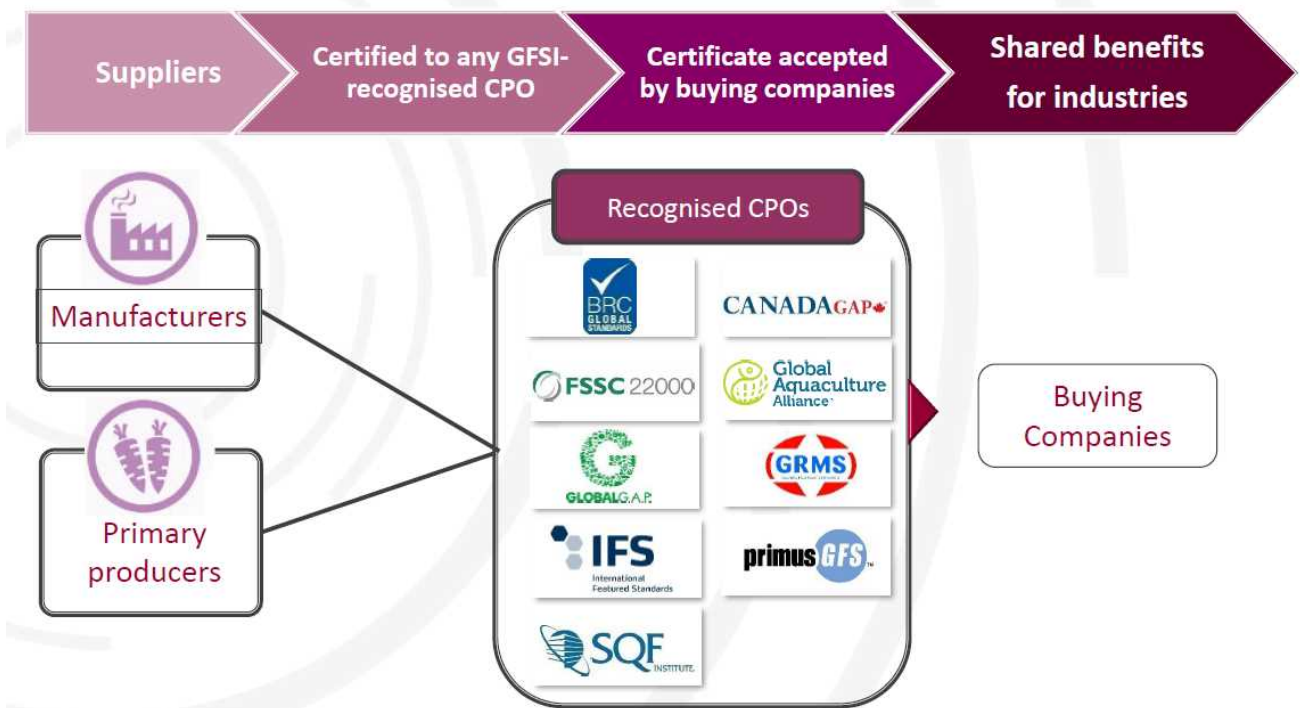 Suppliers
Certified to any GFSI-
recognised CPO
Certificate accepted
by buying companies
Shared benefits
for industries
Manufacturers
Primary
producers
Recognised CPOs
BRC
GLOBAL
STANDARDS
CANADAGAP
FSSC 22000
Global
Aquaculture
Alliance
GLOBALG.A.P.
GRMS
IFS
International
Featured Standards
primusGFS™
SQF
INSTITUTE
Buying
Companies